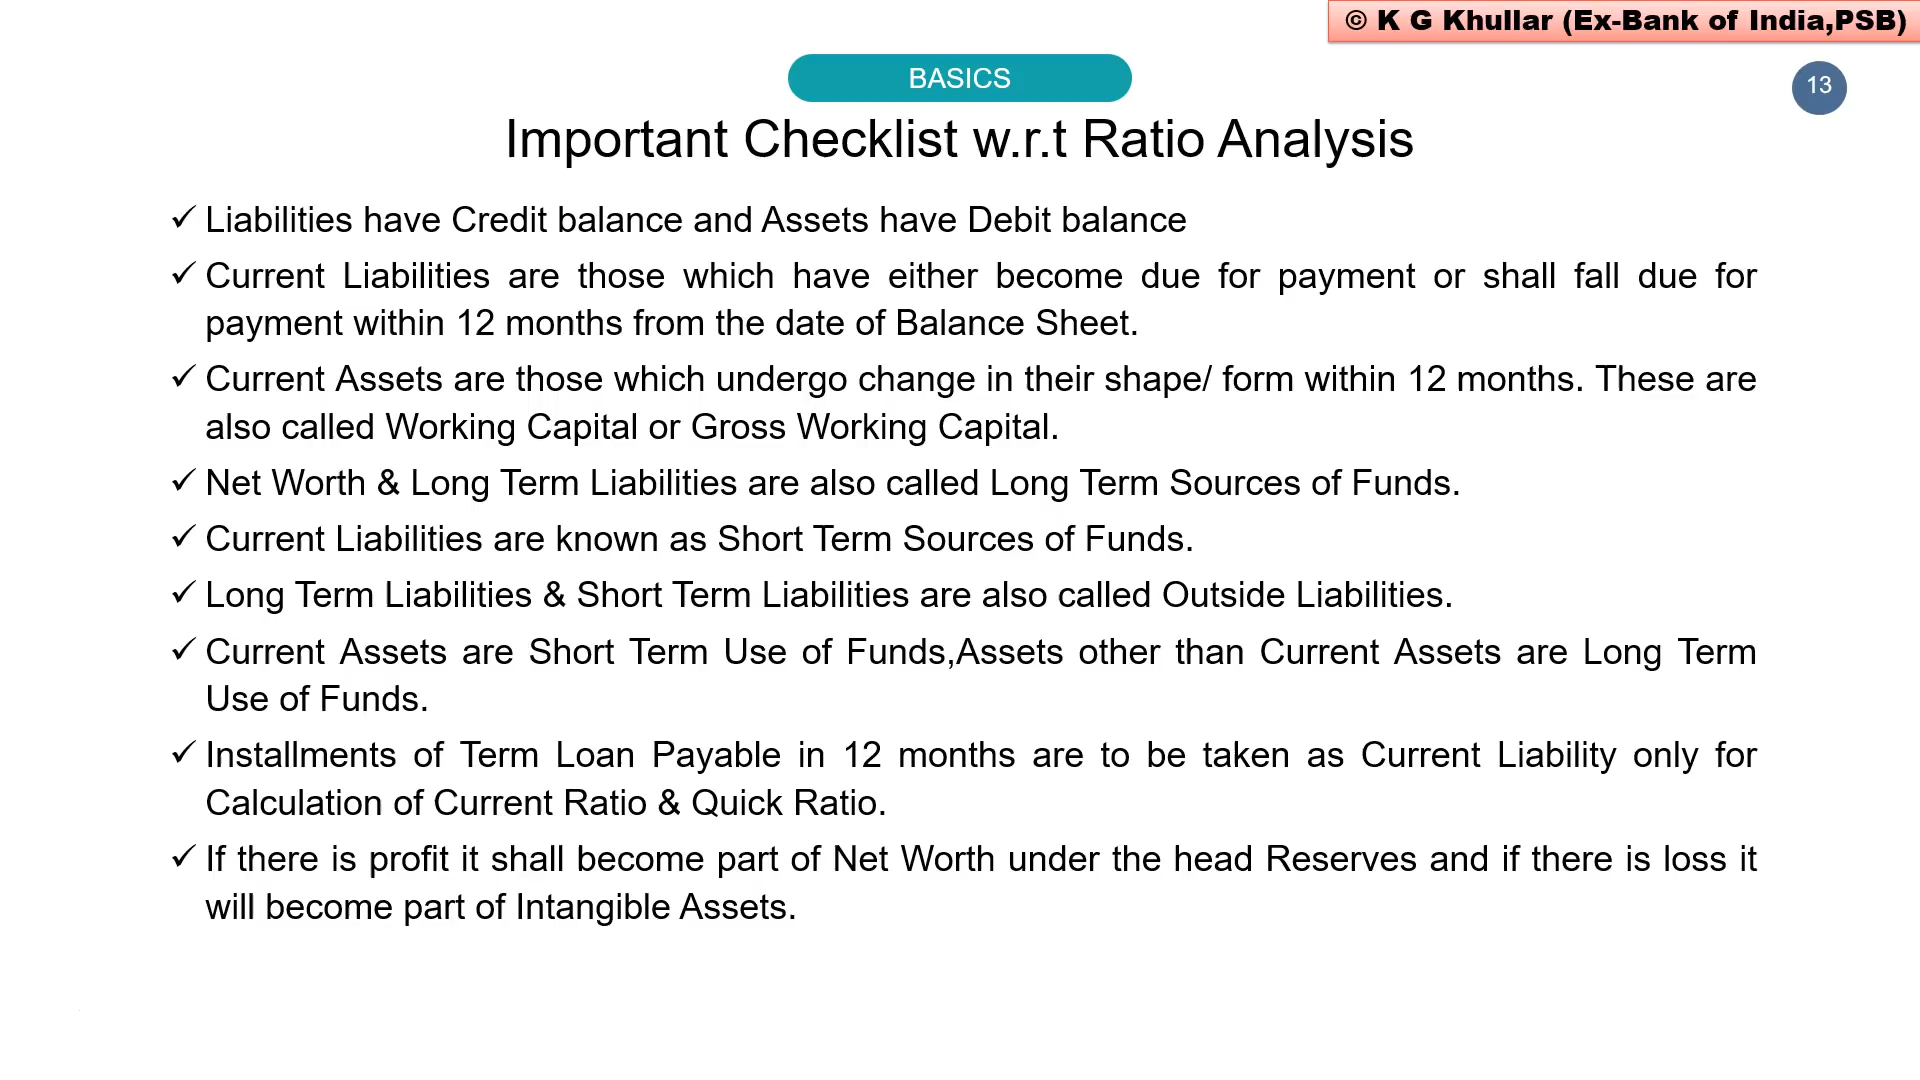 © K G Khullar (Ex-Bank of India,PSB)
BASICS
13
Important Checklist w.r.t Ratio Analysis
✓ Liabilities have Credit balance and Assets have Debit balance
✓ Current Liabilities are those which have either become due for payment or shall fall due for
payment within 12 months from the date of Balance Sheet.
✓ Current Assets are those which undergo change in their shape/ form within 12 months. These are
also called Working Capital or Gross Working Capital.
✓ Net Worth & Long Term Liabilities are also called Long Term Sources of Funds.
✓ Current Liabilities are known as Short Term Sources of Funds.
✓ Long Term Liabilities & Short Term Liabilities are also called Outside Liabilities.
✓ Current Assets are Short Term Use of Funds,Assets other than Current Assets are Long Term
Use of Funds.
✓ Installments of Term Loan Payable in 12 months are to be taken as Current Liability only for
Calculation of Current Ratio & Quick Ratio.
✓ If there is profit it shall become part of Net Worth under the head Reserves and if there is loss it
will become part of Intangible Assets.